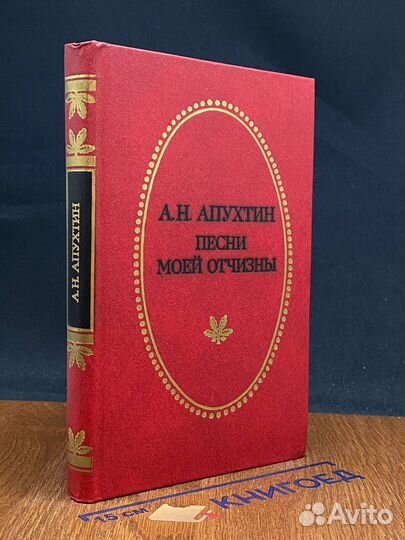 А.Н. АПУХТИН
ПЕСНИ
МОЕЙ ОТЧИЗНЫ
А.Н. АПУХТИН
15 см
КНИГОЕД
Avito